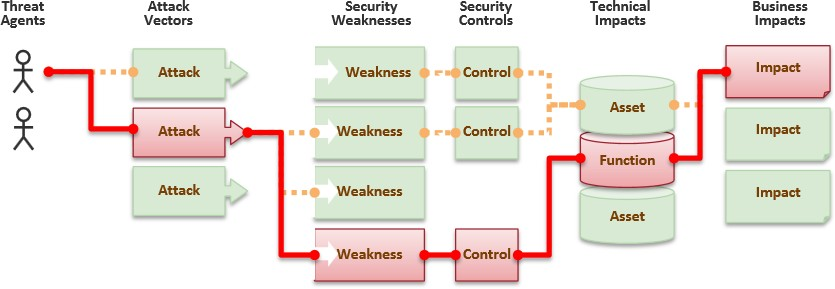 Threat Agents
Attack Vectors
Security Weaknesses
Security Controls
Technical Impacts
Business Impacts
Attack
Weakness
Control
Impact
Asset
Attack
Weakness
Control
Impact
Function
Attack
Weakness
Impact
Asset
Weakness
Control